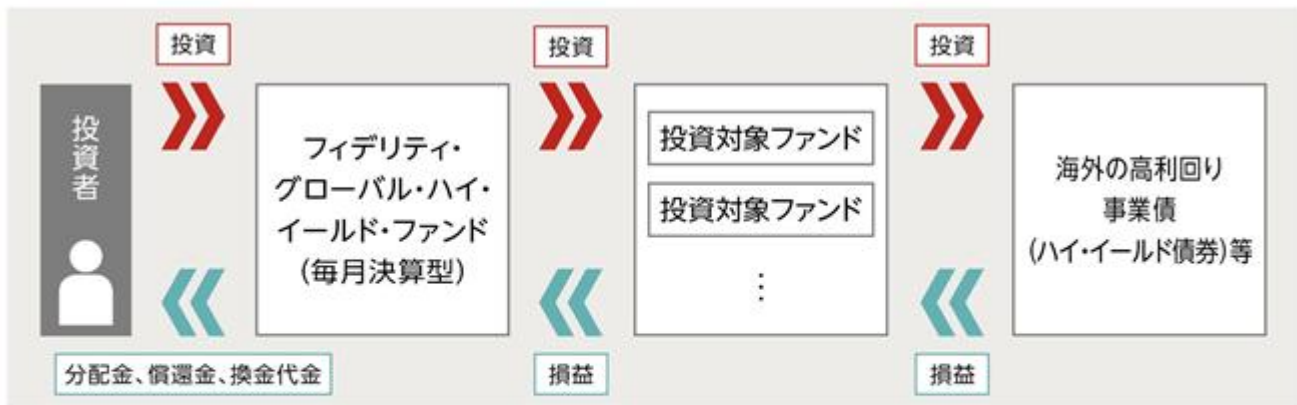 投資
投資
投資
投資者
フィデリティ・
グローバル・ハイ・
イールド・ファンド
(毎月決算型)
投資対象ファンド
投資対象ファンド
⋮
海外の高利回り
事業債
(ハイ・イールド債券)等
分配金、償還金、換金代金
損益
損益